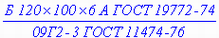 Б 120×100×6 А ГОСТ 19772-74
09Г2-3 ГОСТ 11474-76